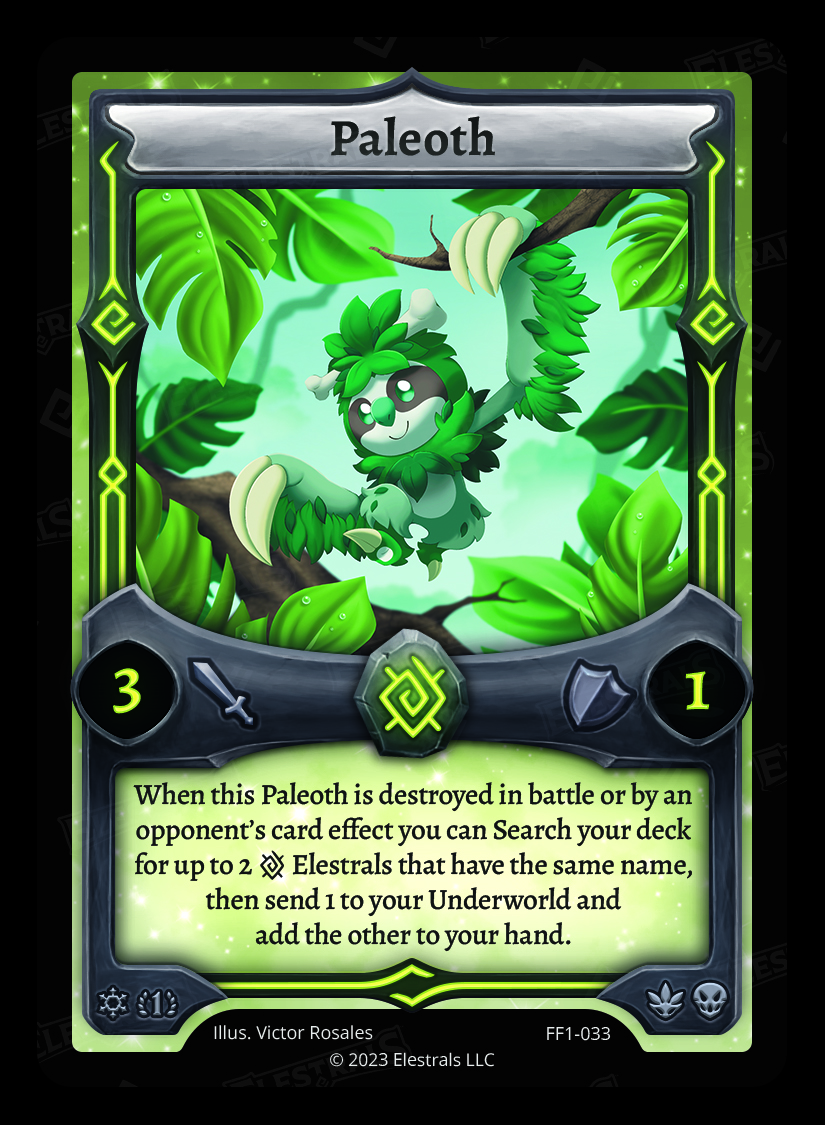 Paleoth
3
1
When this Paleoth is destroyed in battle or by an
opponent's card effect you can Search your deck
for up to 2 Elestrals that have the same name,
then send 1 to your Underworld and
add the other to your hand.
1
Illus. Victor Rosales
FF1-033
© 2023 Elestrals LLC